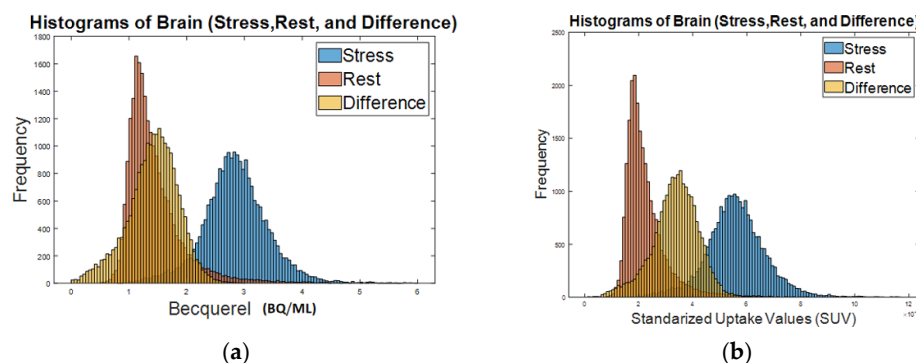 Histograms of Brain (Stress,Rest, and Difference)
1800
1600
1400
1200
1000
800
600
400
200
0
Frequency
Stress
Rest
Difference
0 1 2 3 4 5 6
Becquerel (BQ/ML)
(a)
Histograms of Brain (Stress,Rest, and Difference)
2500
2000
1500
1000
500
0
Frequency
Stress
Rest
Difference
0 2 4 6 8 10 12
Standarized Uptake Values (SUV)
(b)